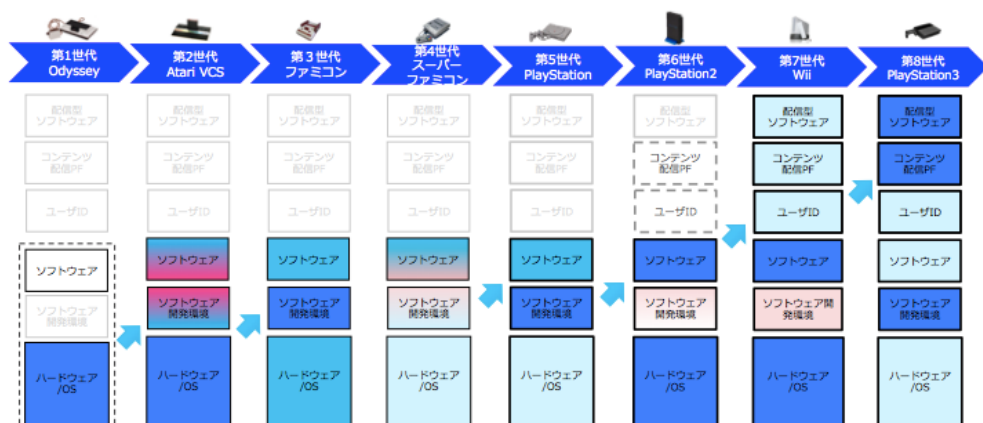 第1世代
Odyssey
第2世代
Atari VCS
第３世代
ファミコン
第4世代
スーパー
ファミコン
第5世代
PlayStation
第6世代
PlayStation2
第7世代
Wii
第8世代
PlayStation3
配信型
ソフトウェア
配信型
ソフトウェア
配信型
ソフトウェア
配信型
ソフトウェア
配信型
ソフトウェア
配信型
ソフトウェア
配信型
ソフトウェア
配信型
ソフトウェア
コンテンツ
配信PF
コンテンツ
配信PF
コンテンツ
配信PF
コンテンツ
配信PF
コンテンツ
配信PF
コンテンツ
配信PF
コンテンツ
配信PF
コンテンツ
配信PF
ユーザID
ユーザID
ユーザID
ユーザID
ユーザID
ユーザID
ユーザID
ユーザID
ソフトウェア
ソフトウェア
ソフトウェア
ソフトウェア
ソフトウェア
ソフトウェア
ソフトウェア
ソフトウェア
ソフトウェア
開発環境
ソフトウェア
開発環境
ソフトウェア
開発環境
ソフトウェア
開発環境
ソフトウェア
開発環境
ソフトウェア
開発環境
ソフトウェア開
発環境
ソフトウェア
開発環境
ハードウェア
/OS
ハードウェア
/OS
ハードウェア
/OS
ハードウェア
/OS
ハードウェア
/OS
ハードウェア
/OS
ハードウェア
/OS
ハードウェア
/OS